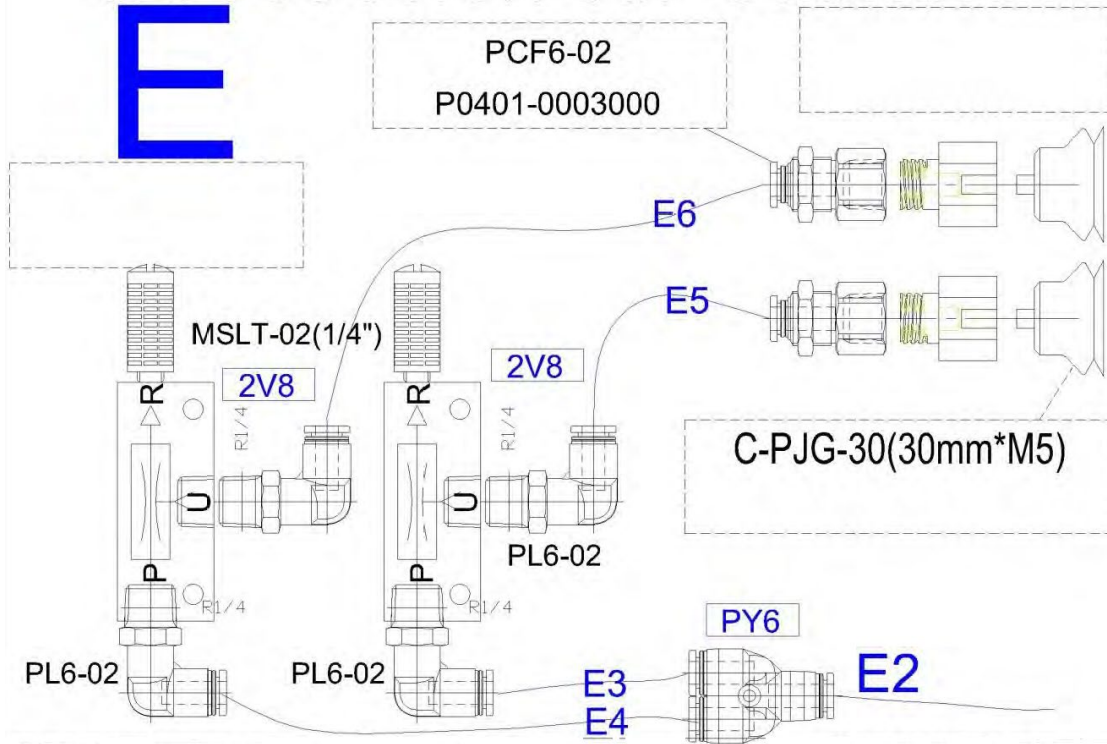 E
PCF6-02
P0401-0003000
E6
E5
MSLT-02(1/4")
2V8
2V8
R
R
R1/4
R1/4
C-PJG-30(30mm*M5)
U
U
PL6-02
P
P
R1/4
R1/4
PY6
PL6-02
PL6-02
E3
E2
E4